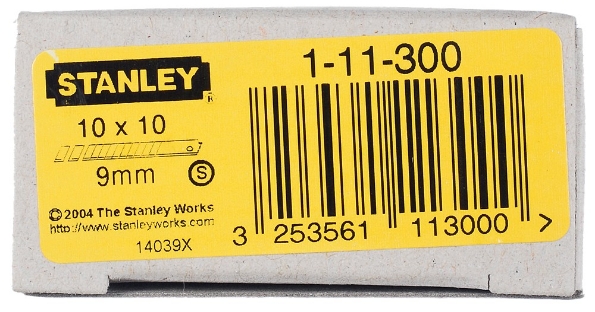 STANLEY
®
10 x 10
9mm
S
©2004 The Stanley Works
http://www.stanleyworks.com
14039X
1-11-300
3 253561 113000 >